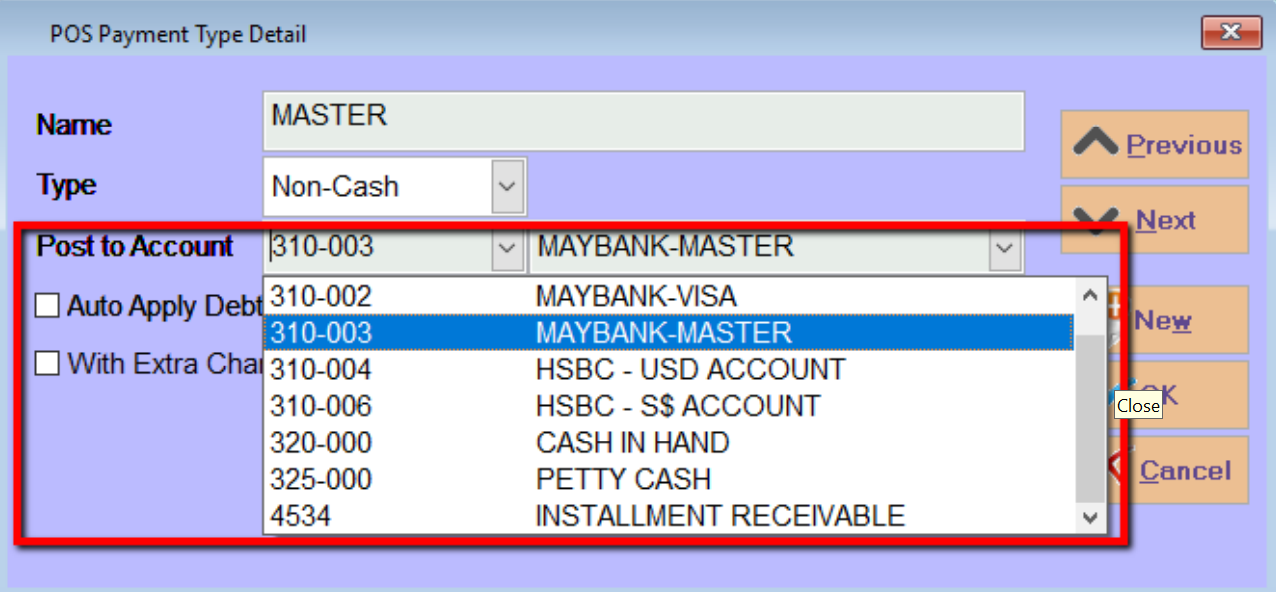 POS Payment Type Detail
Name MASTER
Previous
Type Non-Cash
Next
Post to Account 310-003 MAYBANK-MASTER
Auto Apply Debt 310-002 MAYBANK-VISA
310-003 MAYBANK-MASTER
New
With Extra Char 310-004 HSBC - USD ACCOUNT
310-006 HSBC - S$ ACCOUNT
OK
Close
320-000 CASH IN HAND
325-000 PETTY CASH
Cancel
4534 INSTALLMENT RECEIVABLE